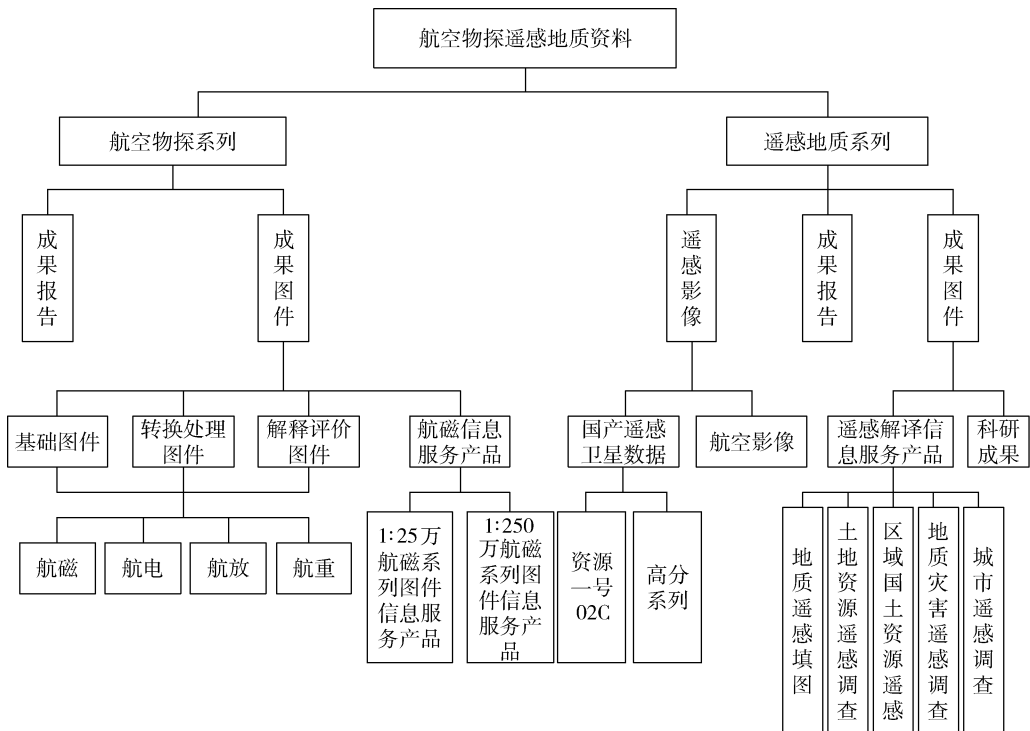 航空物探遥感地质资料
航空物探系列
遥感地质系列
成果报告
成果图件
遥感影像
成果报告
成果图件
基础图件
转换处理
图件
解释评价
图件
航磁信息
服务产品
国产遥感
卫星数据
航空影像
遥感解译信
息服务产品
科研
成果
航磁
航电
航放
航重
1:25万
航磁系
列图件
信息服
务产品
1:250
万航磁
系列图
件信息
服务产
品
资源
一号
02C
高分
系列
地质遥感填图
土地资源遥感调查
区域国土资源遥感
地质灾害遥感调查
城市遥感调查